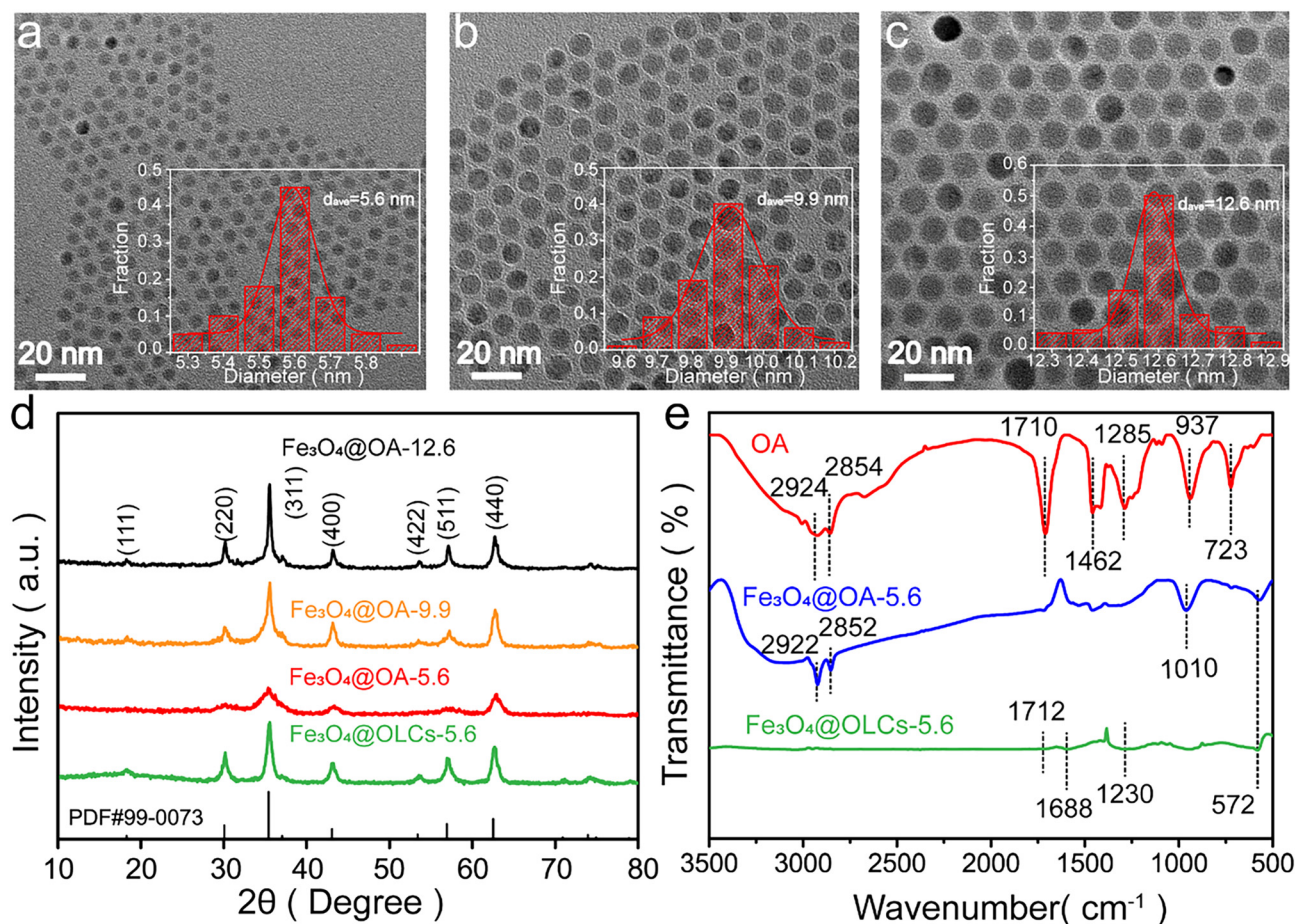 a
0.5
0.4
0.3
0.2
0.1
0.0
Fraction
dave=5.6 nm
5.3 5.4 5.5 5.6 5.7 5.8
Diameter ( nm )
20 nm
b
0.5
0.4
0.3
0.2
0.1
0.0
Fraction
dave=9.9 nm
9.6 9.7 9.8 9.9 10.0 10.1 10.2
Diameter ( nm )
20 nm
c
0.6
0.5
0.4
0.3
0.2
0.1
0.0
Fraction
dave=12.6 nm
12.3 12.4 12.5 12.6 12.7 12.8 12.9
Diameter ( nm )
20 nm
d
Intensity ( a.u. )
Fe₃O₄@OA-12.6
(111) (220) (311) (400) (422) (511) (440)
Fe₃O₄@OA-9.9
Fe₃O₄@OA-5.6
Fe₃O₄@OLCs-5.6
PDF#99-0073
10 20 30 40 50 60 70 80
2θ ( Degree )
e
Transmittance ( % )
OA
2924 2854 1710 1462 1285 937 723
Fe₃O₄@OA-5.6
2922 2852 1010
Fe₃O₄@OLCs-5.6
1712 1688 1230 572
3500 3000 2500 2000 1500 1000 500
Wavenumber( cm⁻¹ )